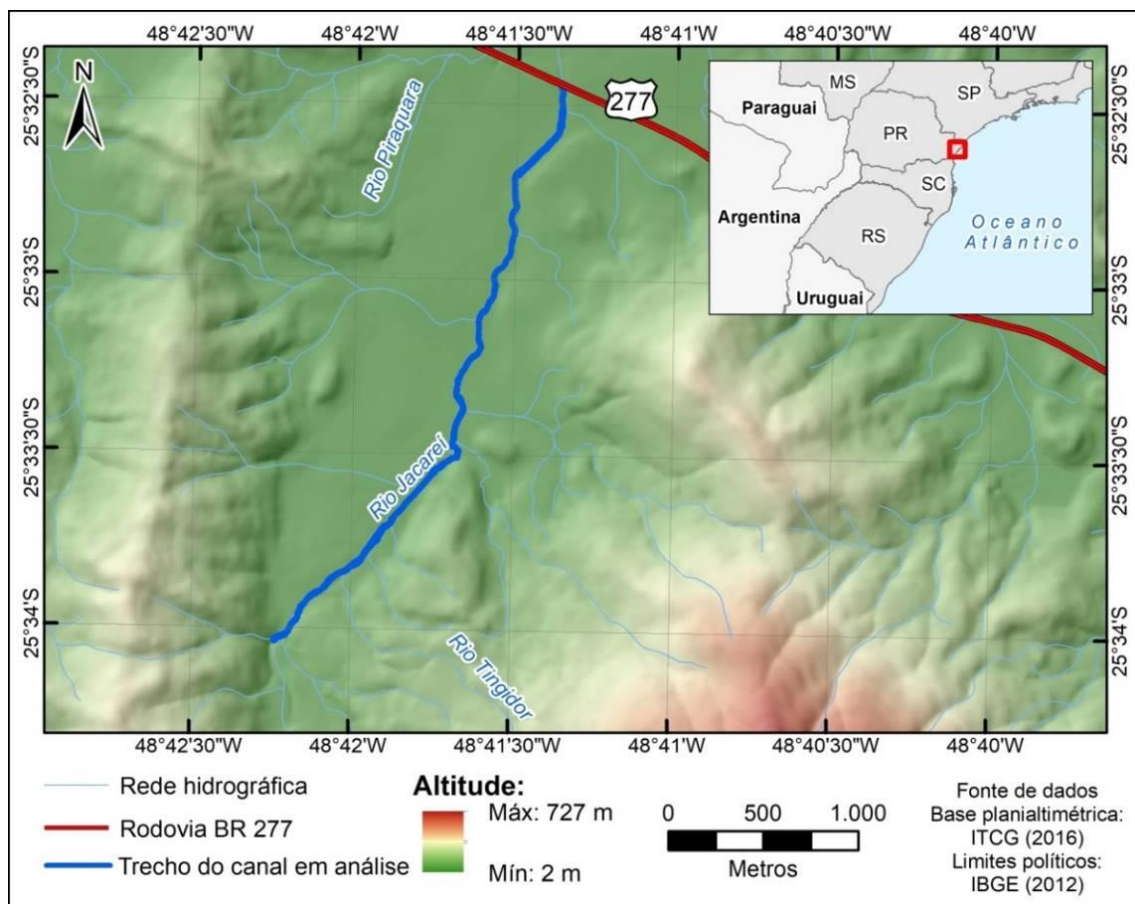 48°42'30"W
48°42'W
48°41'30"W
48°41'W
48°40'30"W
48°40'W
25°32'30"S
25°33'S
25°33'30"S
25°34'S
N
Rio Piraquara
277
Rio Jacarei
Rio Tingidor
MS
SP
Paraguai
PR
SC
Argentina
RS
Oceano
Atlântico
Uruguai
25°32'30"S
25°33'S
25°33'30"S
25°34'S
48°42'30"W
48°42'W
48°41'30"W
48°41'W
48°40'30"W
48°40'W
Rede hidrográfica
Rodovia BR 277
Trecho do canal em análise
Altitude:
Máx: 727 m
Mín: 2 m
0 500 1.000
Metros
Fonte de dados
Base planialtimétrica:
ITCG (2016)
Limites políticos:
IBGE (2012)